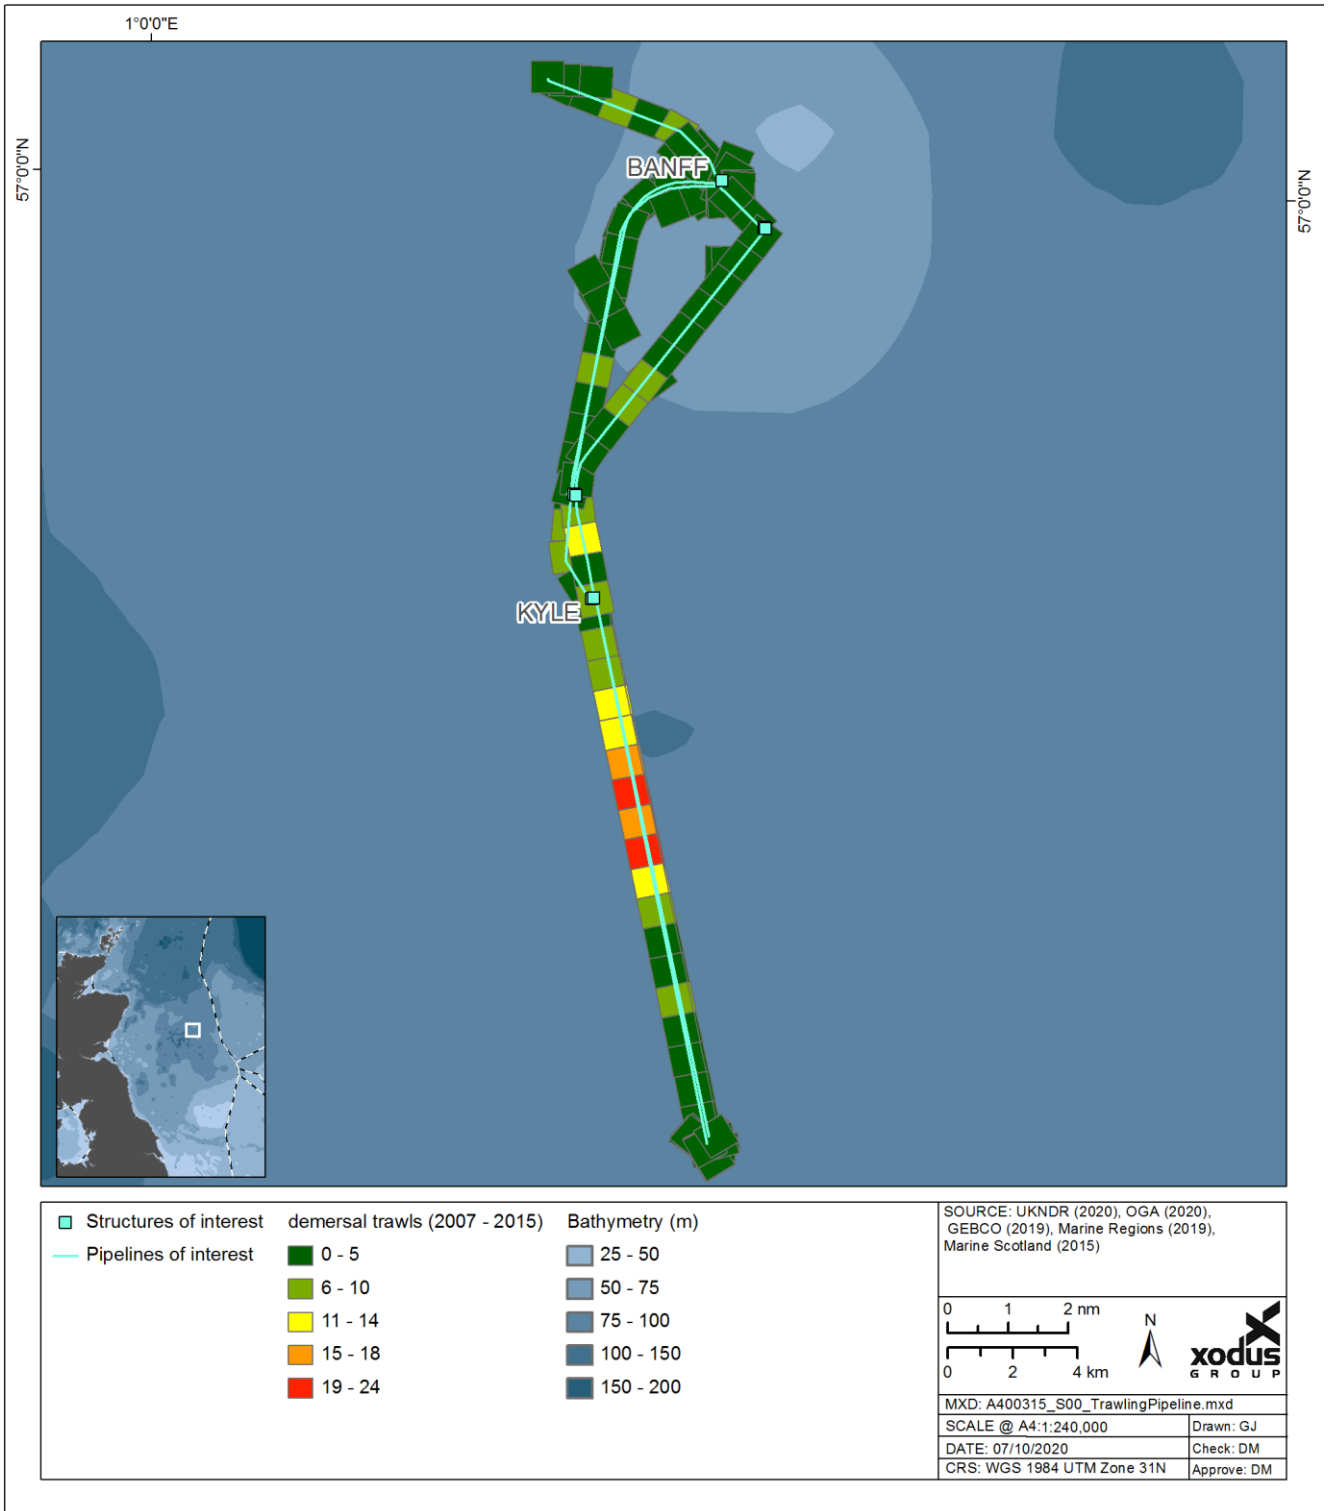 1°0'0"E
57°0'0"N
57°0'0"N
BANFF
KYLE
Structures of interest
Pipelines of interest
demersal trawls (2007 - 2015)
0 - 5
6 - 10
11 - 14
15 - 18
19 - 24
Bathymetry (m)
25 - 50
50 - 75
75 - 100
100 - 150
150 - 200
SOURCE: UKNDR (2020), OGA (2020),
GEBCO (2019), Marine Regions (2019),
Marine Scotland (2015)
0 1 2 nm
0 2 4 km
N
xodus
GROUP
MXD: A400315_S00_TrawlingPipeline.mxd
SCALE @ A4:1:240,000
Drawn: GJ
DATE: 07/10/2020
Check: DM
CRS: WGS 1984 UTM Zone 31N
Approve: DM